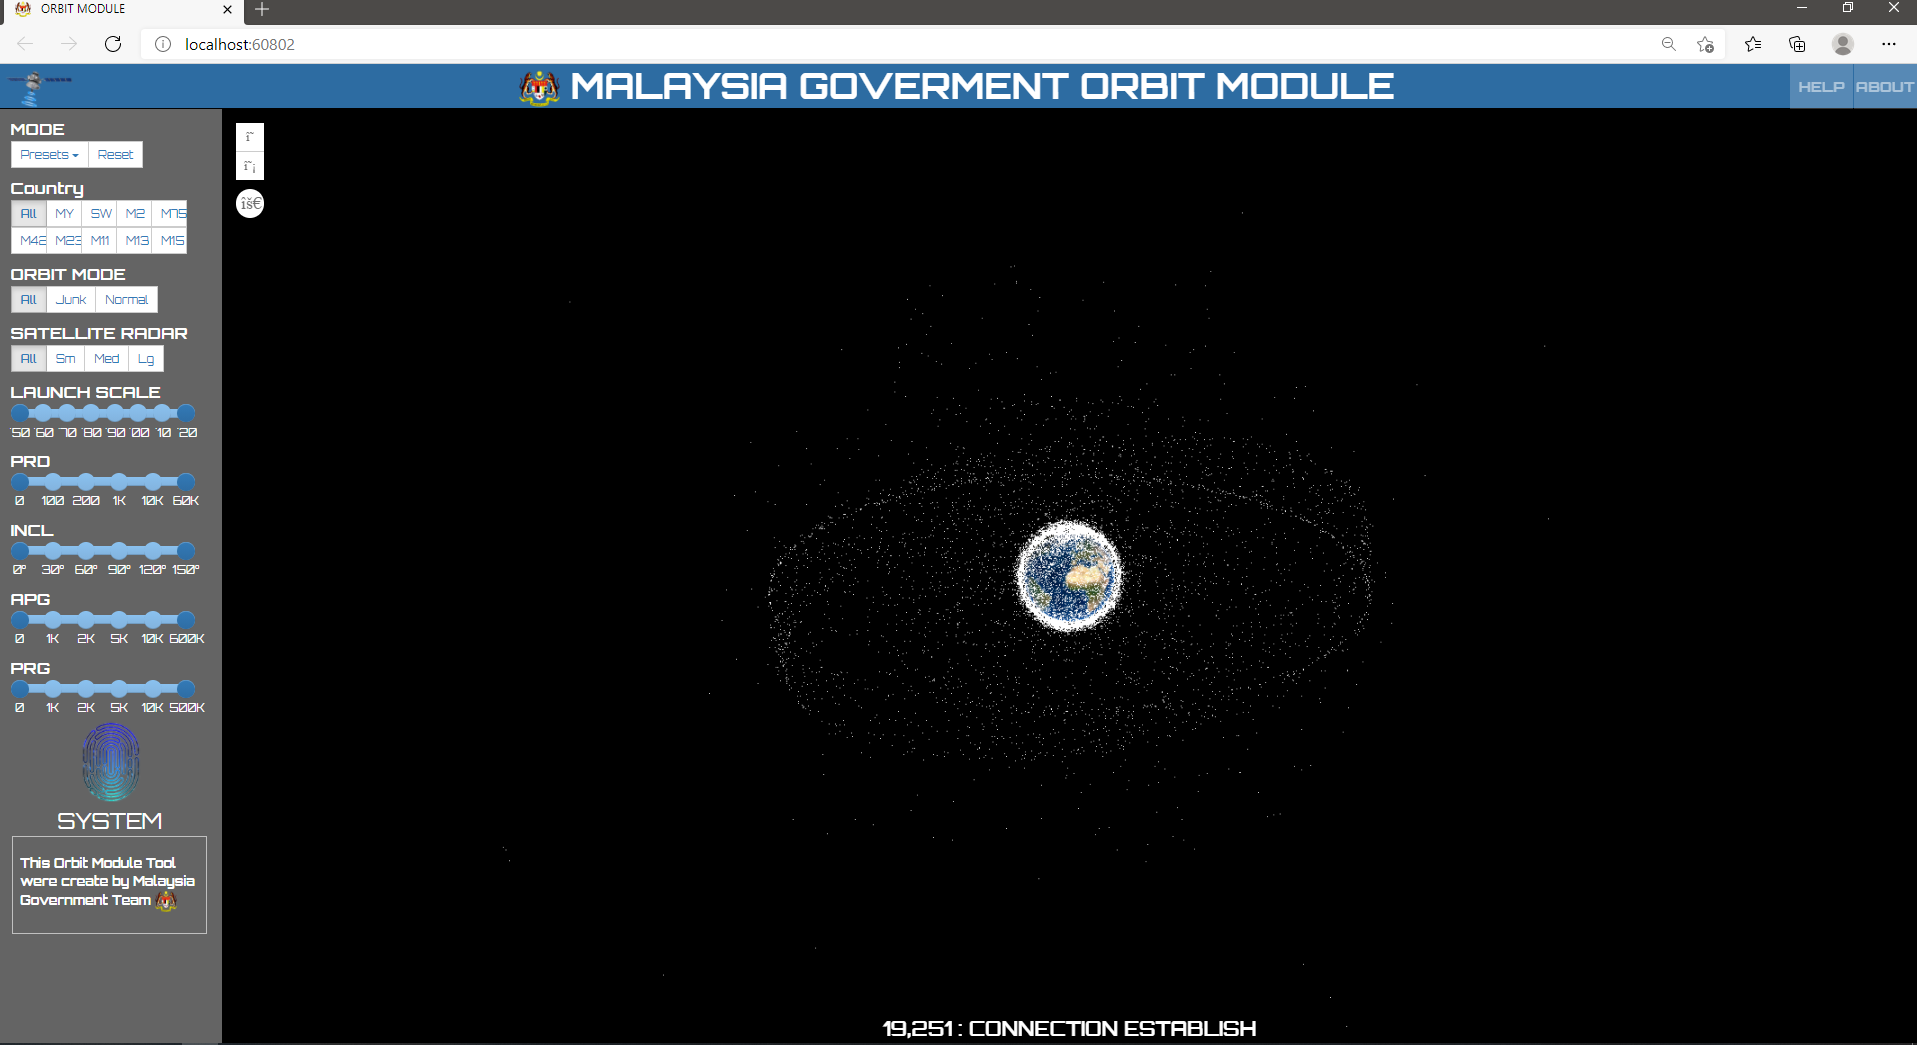 ORBIT MODULE
localhost:60802
MALAYSIA GOVERMENT ORBIT MODULE
HELP ABOUT
MODE
Presets Reset
Country
All MY SW M2 M75
M42 M23 M11 M13 M15
ORBIT MODE
All Junk Normal
SATELLITE RADAR
All Sm Med Lg
LAUNCH SCALE
'50 '60 '70 '80 '90 '00 '10 '20
PRD
0 100 200 1K 10K 60K
INCL
0° 30° 60° 90° 120° 150°
APG
0 1K 2K 5K 10K 600K
PRG
0 1K 2K 5K 10K 500K
SYSTEM
This Orbit Module Tool
were create by Malaysia
Government Team
îš€
19,251 : CONNECTION ESTABLISH